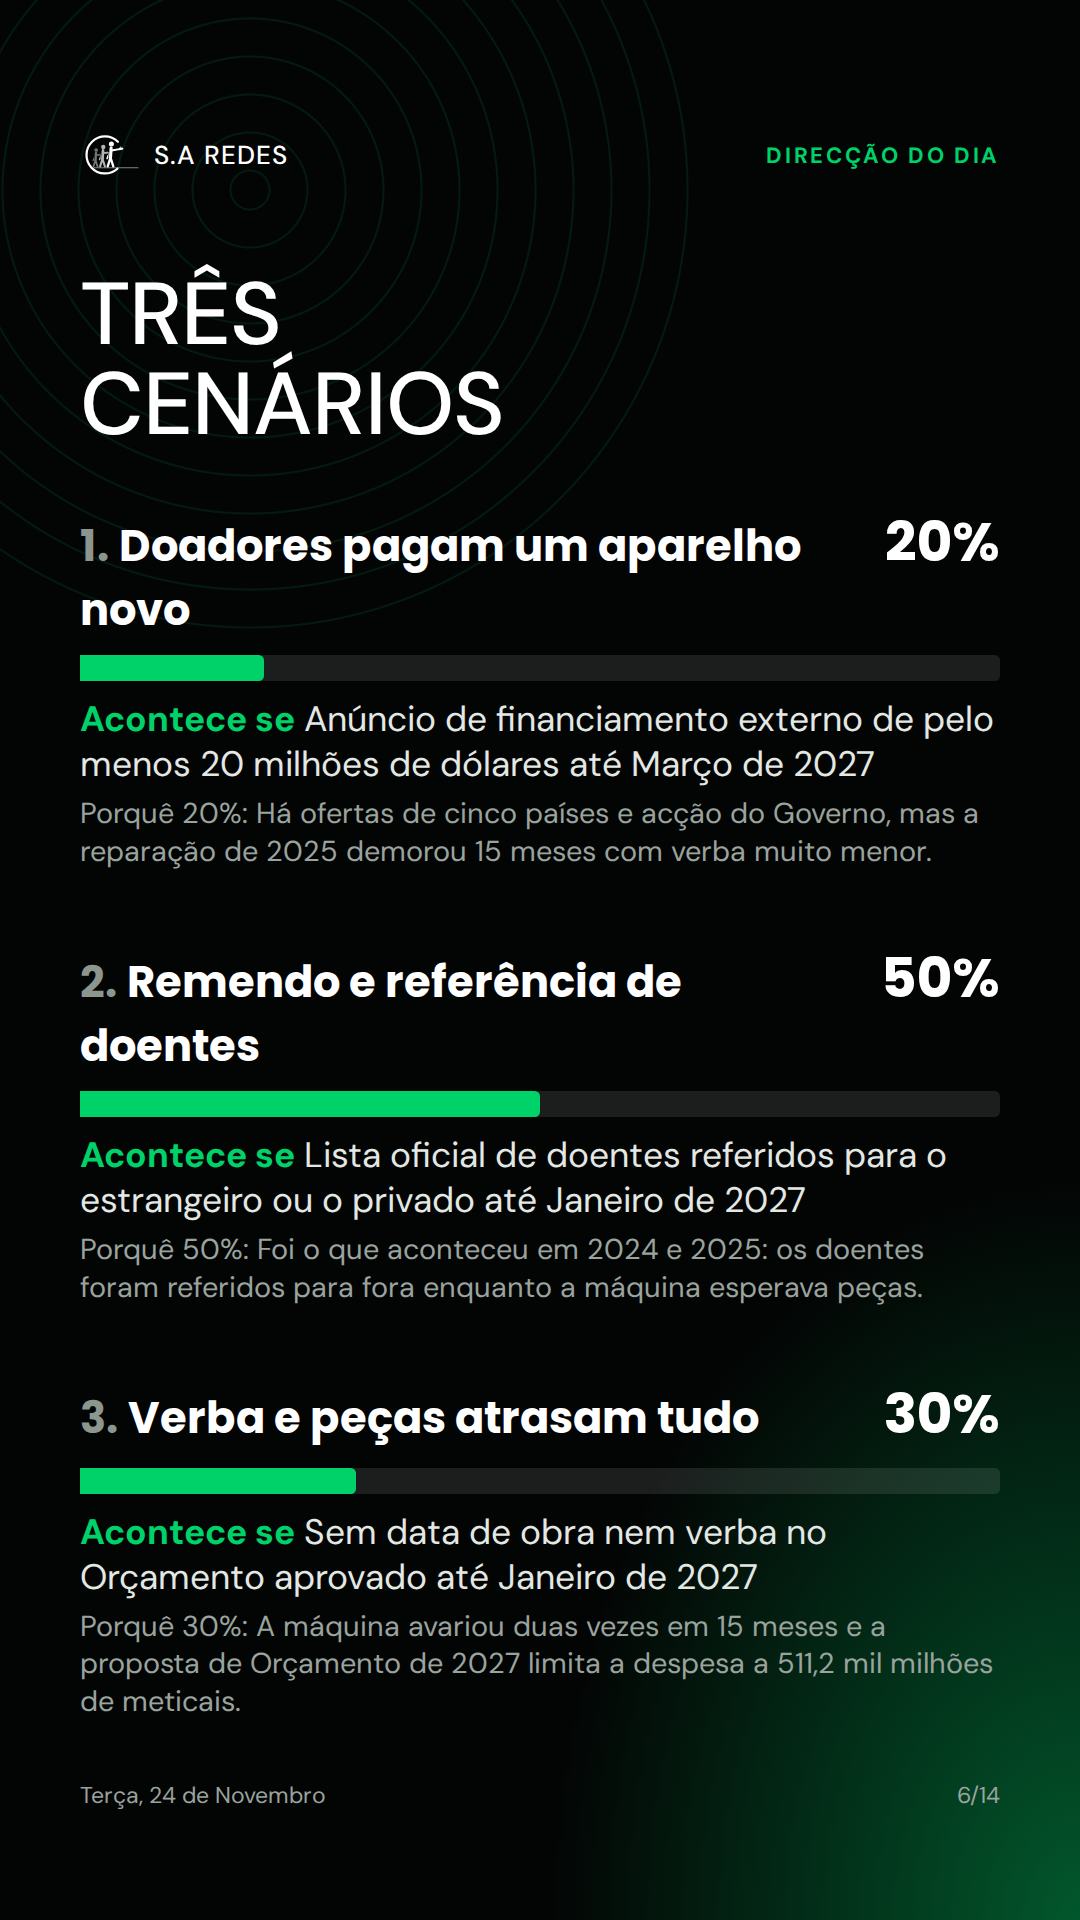 S.A REDES
DIRECÇÃO DO DIA
TRÊS
CENÁRIOS
1. Doadores pagam um aparelho
novo
20%
Acontece se Anúncio de financiamento externo de pelo
menos 20 milhões de dólares até Março de 2027
Porquê 20%: Há ofertas de cinco países e acção do Governo, mas a
reparação de 2025 demorou 15 meses com verba muito menor.
2. Remendo e referência de
doentes
50%
Acontece se Lista oficial de doentes referidos para o
estrangeiro ou o privado até Janeiro de 2027
Porquê 50%: Foi o que aconteceu em 2024 e 2025: os doentes
foram referidos para fora enquanto a máquina esperava peças.
3. Verba e peças atrasam tudo
30%
Acontece se Sem data de obra nem verba no
Orçamento aprovado até Janeiro de 2027
Porquê 30%: A máquina avariou duas vezes em 15 meses e a
proposta de Orçamento de 2027 limita a despesa a 511,2 mil milhões
de meticais.
Terça, 24 de Novembro
6/14